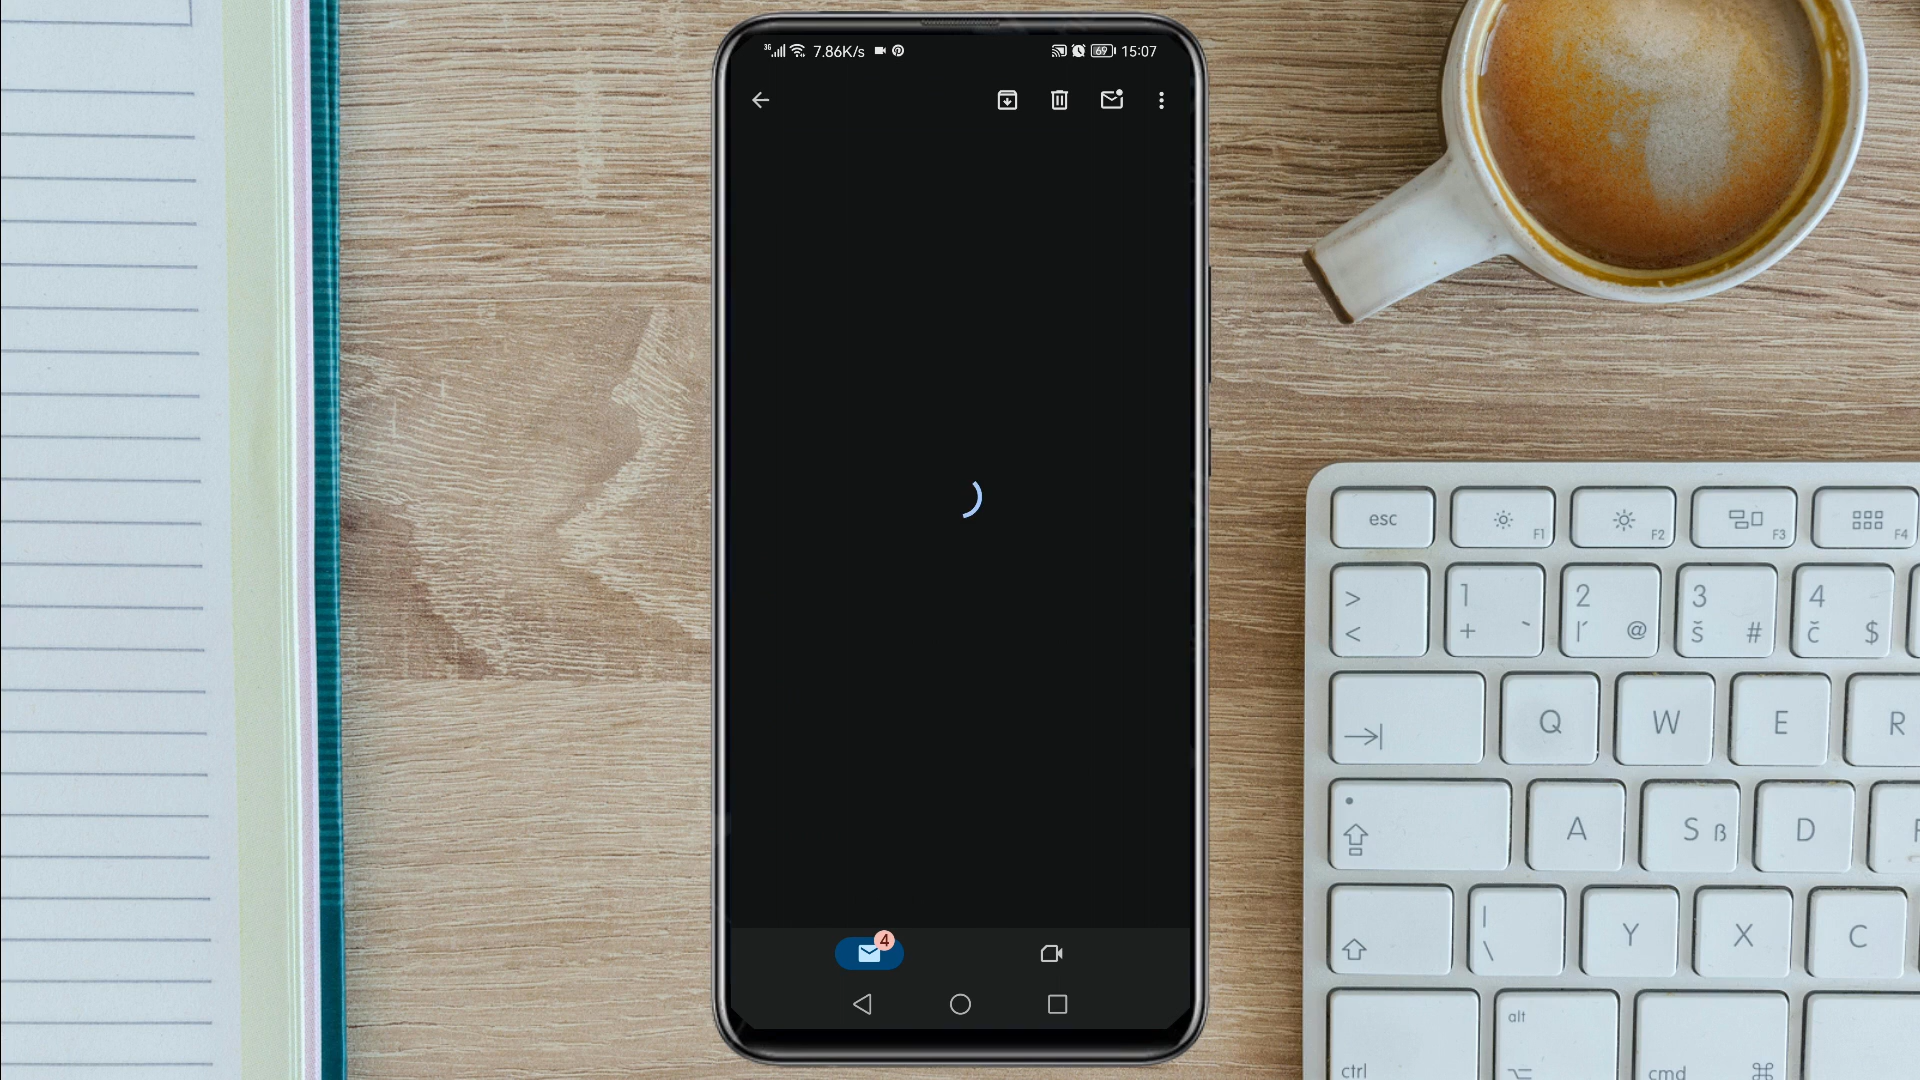 3G 7.86K/s 69 15:07
4
esc F1 F2 F3 F4
> < 1 + ` 2 ľ @ 3 š # 4 č $
Q W E R
A S ß D F
| \ Y X C
ctrl alt cmd ⌘